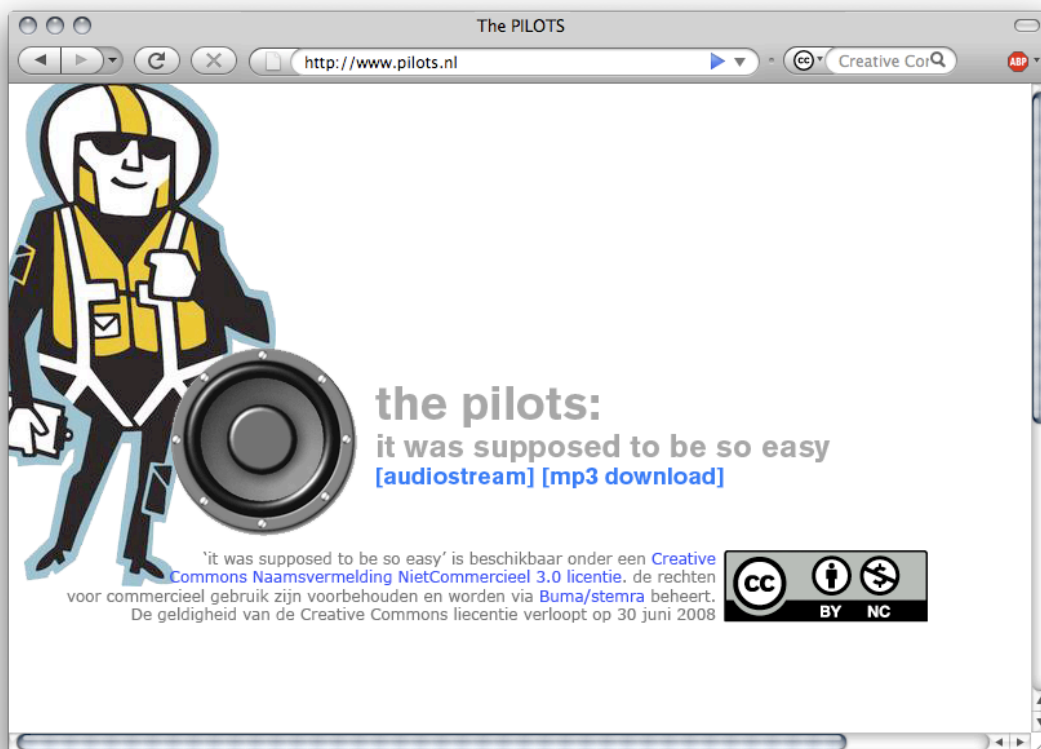 The PILOTS
http://www.pilots.nl
cc
Creative Cor
ABP
the pilots:
it was supposed to be so easy
[audiostream] [mp3 download]
‘it was supposed to be so easy’ is beschikbaar onder een Creative
Commons Naamsvermelding NietCommercieel 3.0 licentie. de rechten
voor commercieel gebruik zijn voorbehouden en worden via Buma/stemra beheert.
De geldigheid van de Creative Commons liecentie verloopt op 30 juni 2008
cc
BY NC